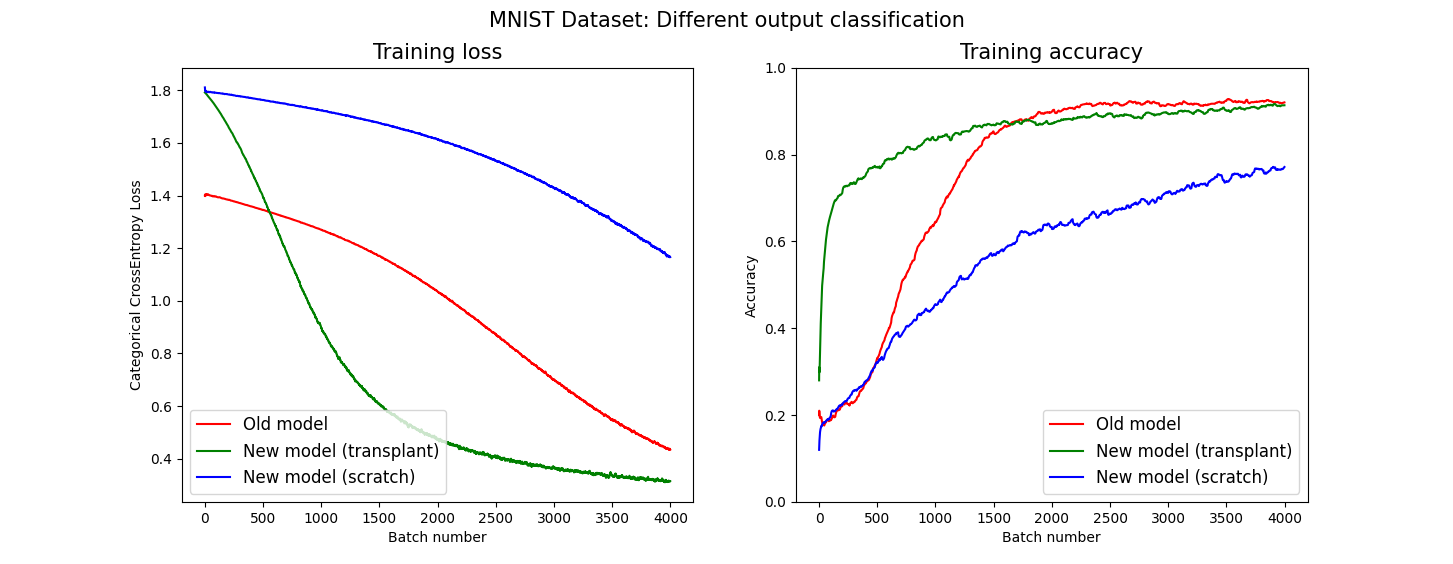 MNIST Dataset: Different output classification
Training loss
Categorical CrossEntropy Loss
1.8
1.6
1.4
1.2
1.0
0.8
0.6
0.4
Old model
New model (transplant)
New model (scratch)
0 500 1000 1500 2000 2500 3000 3500 4000
Batch number
Training accuracy
Accuracy
1.0
0.8
0.6
0.4
0.2
0.0
Old model
New model (transplant)
New model (scratch)
0 500 1000 1500 2000 2500 3000 3500 4000
Batch number